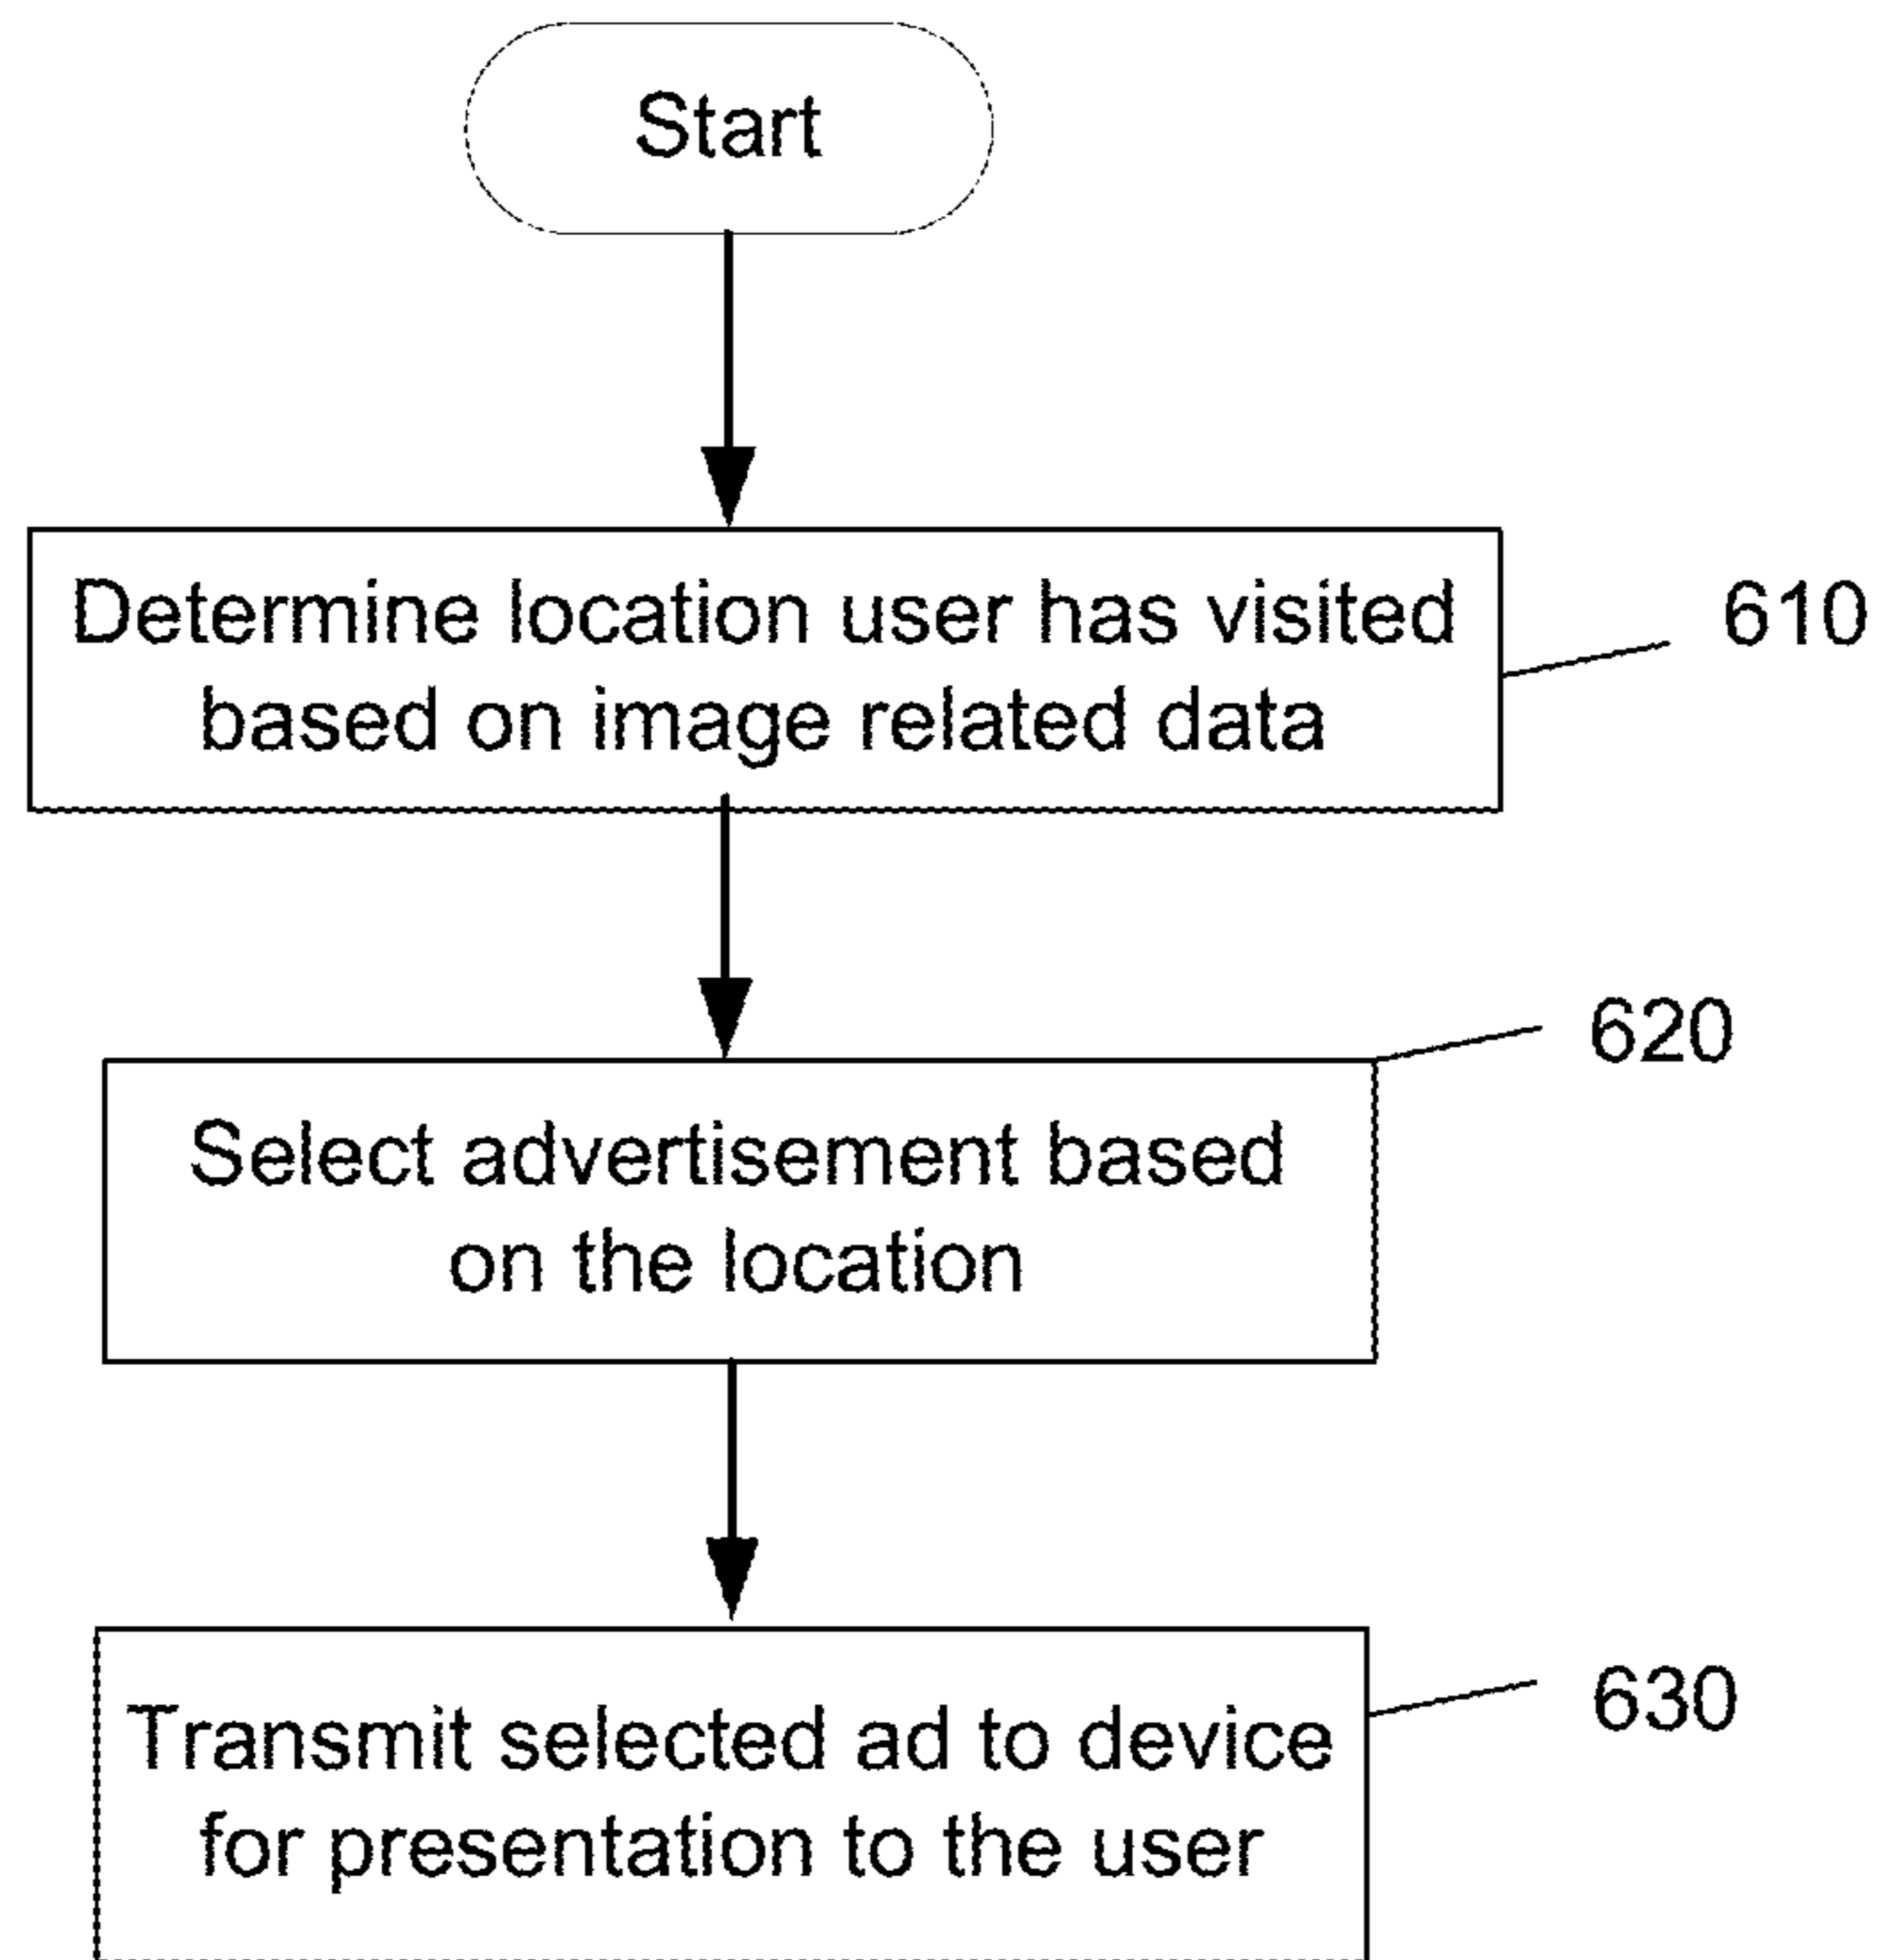 Start
Determine location user has visited
based on image related data
610
Select advertisement based
on the location
620
Transmit selected ad to device
for presentation to the user
630